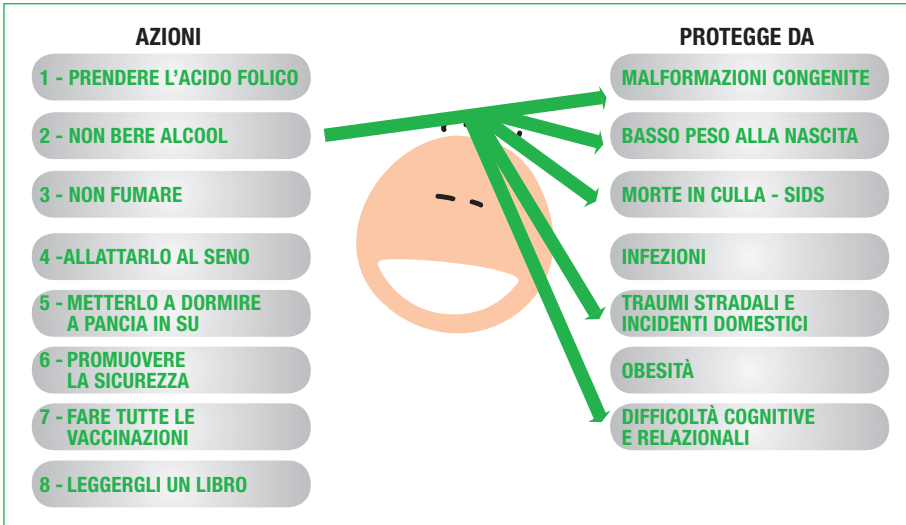 AZIONI
1 - PRENDERE L'ACIDO FOLICO
2 - NON BERE ALCOOL
3 - NON FUMARE
4 -ALLATTARLO AL SENO
5 - METTERLO A DORMIRE
A PANCIA IN SU
6 - PROMUOVERE
LA SICUREZZA
7 - FARE TUTTE LE
VACCINAZIONI
8 - LEGGERGLI UN LIBRO
PROTEGGE DA
MALFORMAZIONI CONGENITE
BASSO PESO ALLA NASCITA
MORTE IN CULLA - SIDS
INFEZIONI
TRAUMI STRADALI E
INCIDENTI DOMESTICI
OBESITÀ
DIFFICOLTÀ COGNITIVE
E RELAZIONALI